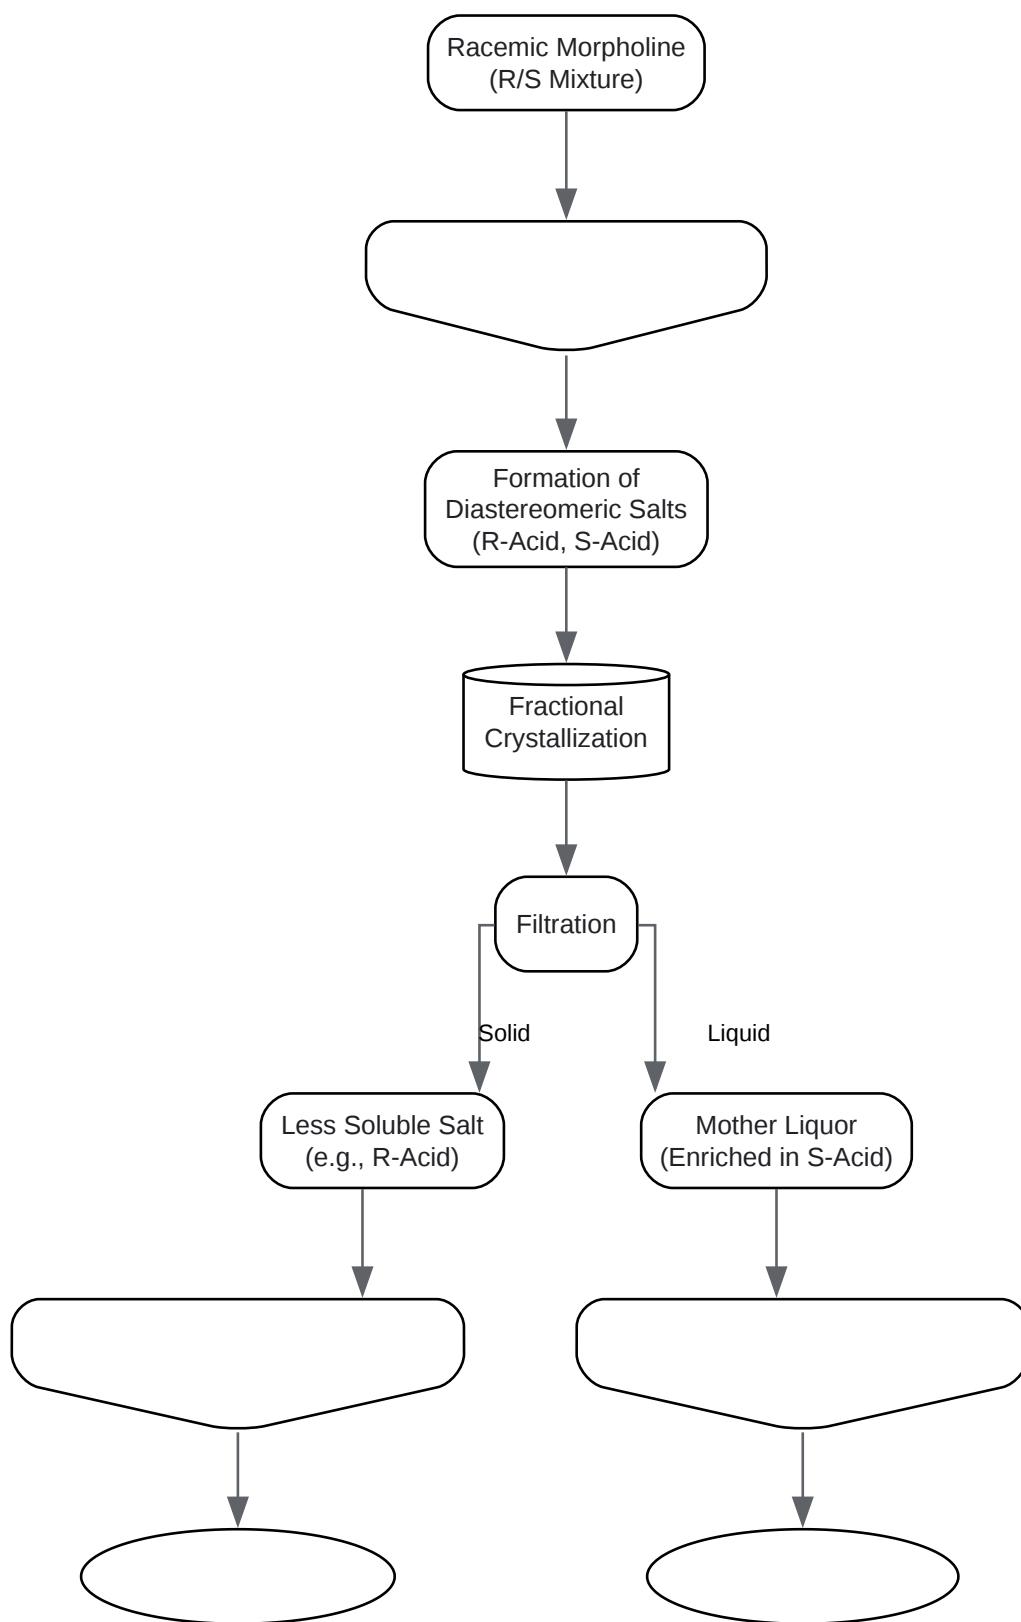 Racemic Morpholine
(R/S Mixture)
Formation of
Diastereomeric Salts
(R-Acid, S-Acid)
Fractional
Crystallization
Filtration
Solid
Liquid
Less Soluble Salt
(e.g., R-Acid)
Mother Liquor
(Enriched in S-Acid)